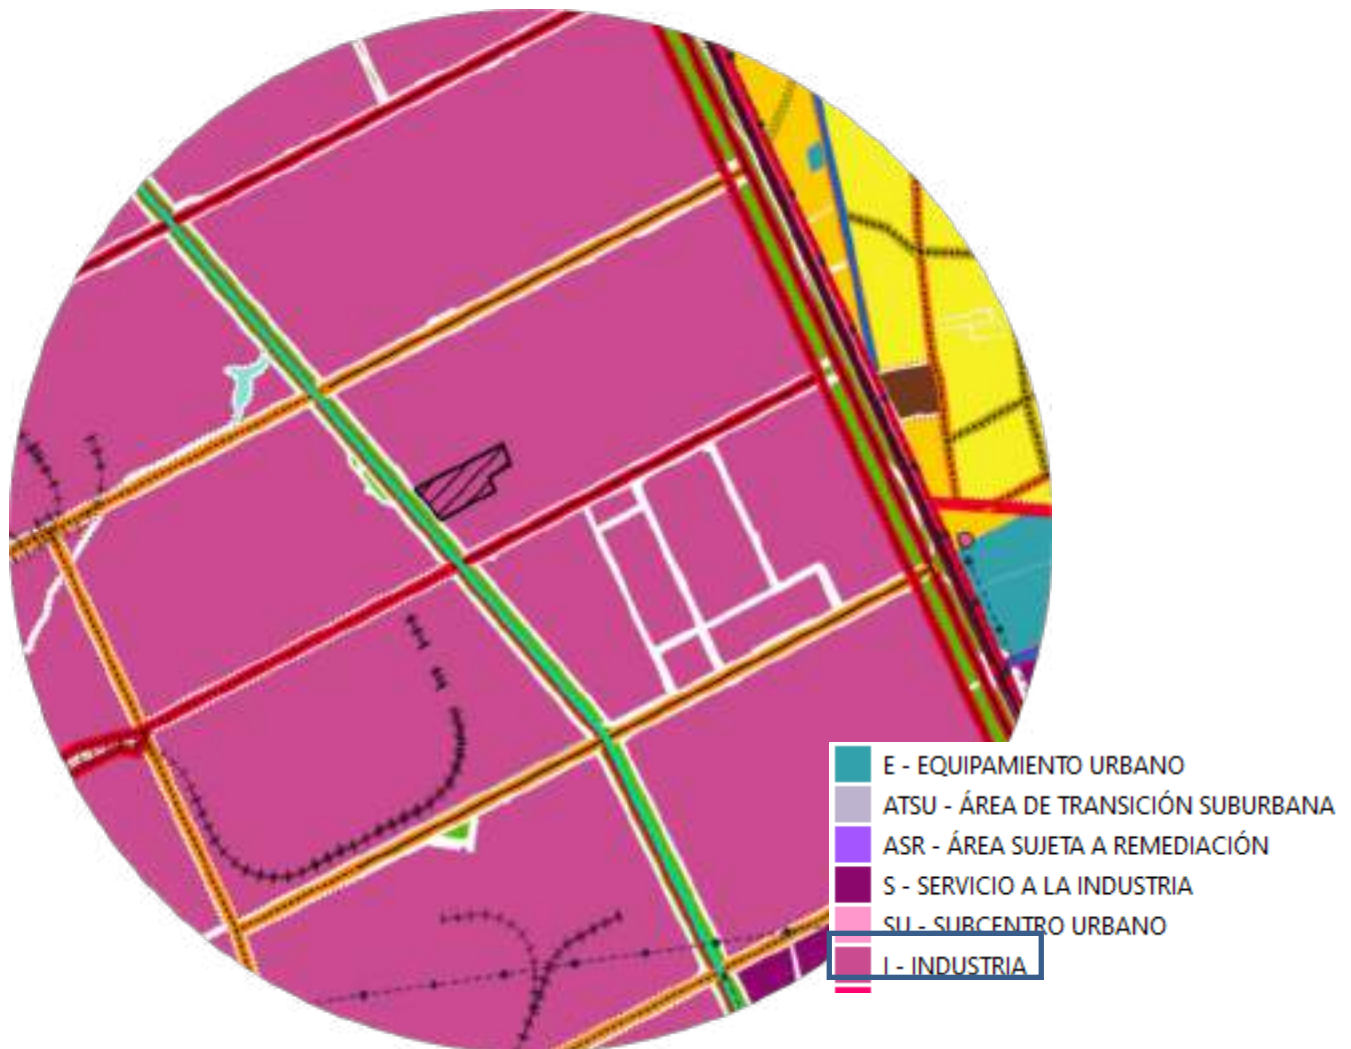 E - EQUIPAMIENTO URBANO
ATSU - ÁREA DE TRANSICIÓN SUBURBANA
ASR - ÁREA SUJETA A REMEDIACIÓN
S - SERVICIO A LA INDUSTRIA
SU - SUBCENTRO URBANO
I - INDUSTRIA